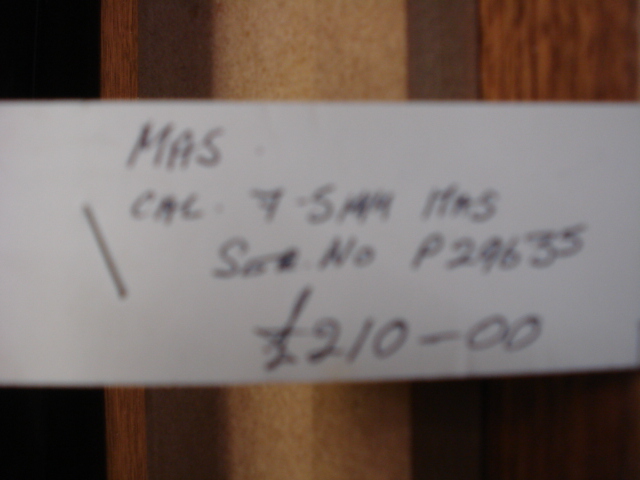 MAS
CAL. 7.5MM MAS
SER. No P29635
£210-00